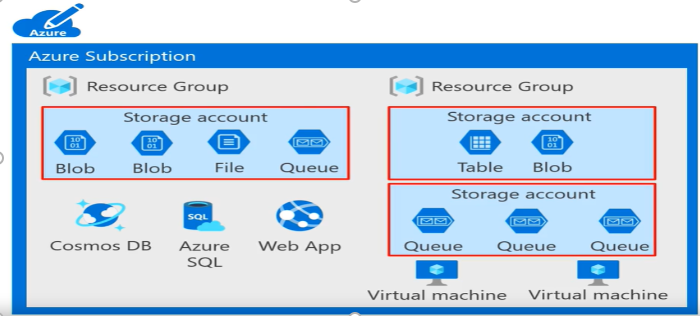 Azure
Azure Subscription
Resource Group
Storage account
Blob Blob File Queue
Cosmos DB Azure SQL Web App
SQL
Resource Group
Storage account
Table Blob
Storage account
Queue Queue Queue
Virtual machine Virtual machine